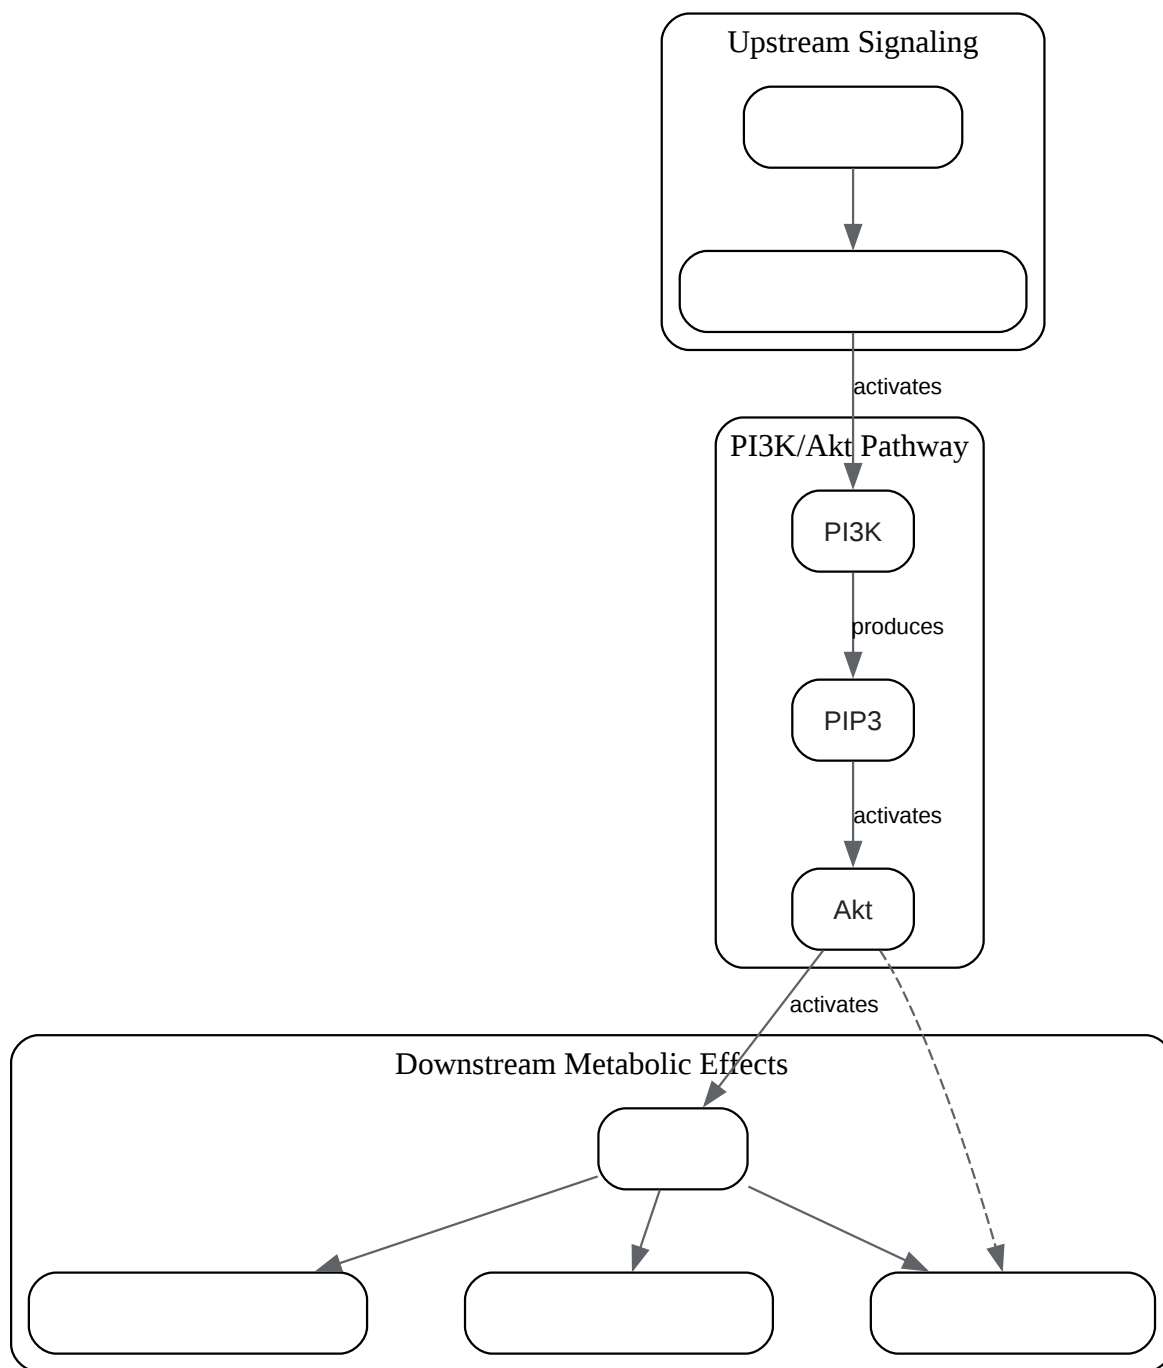 Upstream Signaling
activates
PI3K/Akt Pathway
PI3K
produces
PIP3
activates
Akt
activates
Downstream Metabolic Effects